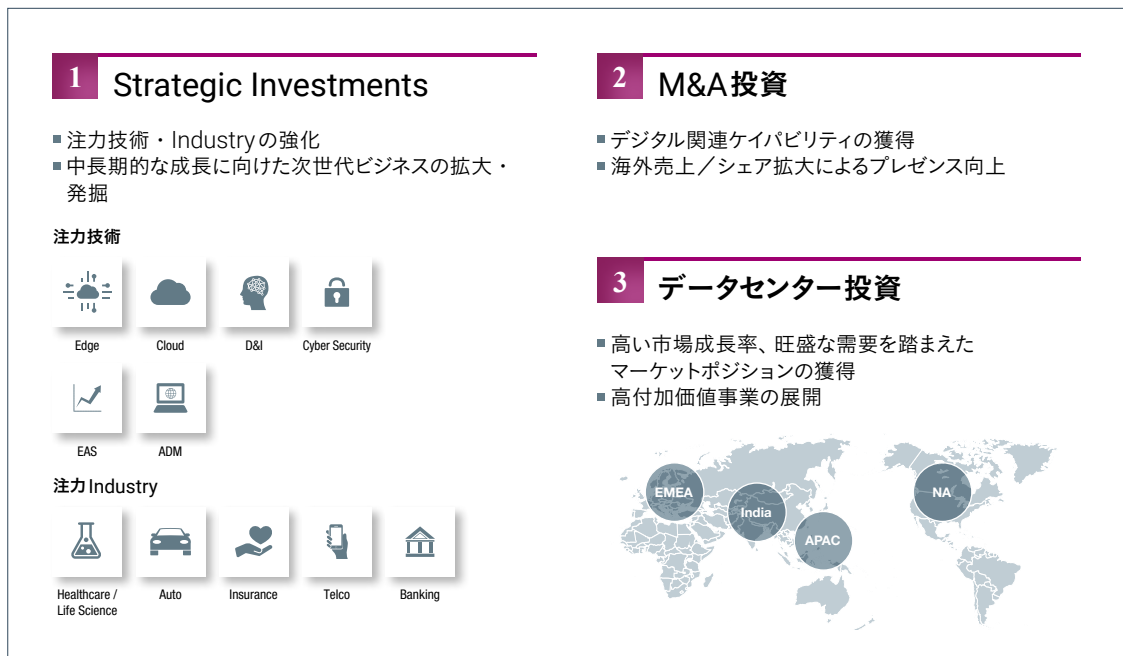 1 Strategic Investments
■ 注力技術・Industryの強化
■ 中長期的な成長に向けた次世代ビジネスの拡大・
発掘
注力技術
Edge Cloud D&I Cyber Security
EAS ADM
注力Industry
Healthcare / Auto Insurance Telco Banking
Life Science
2 M&A投資
■ デジタル関連ケイパビリティの獲得
■ 海外売上／シェア拡大によるプレゼンス向上
3 データセンター投資
■ 高い市場成長率、旺盛な需要を踏まえた
マーケットポジションの獲得
■ 高付加価値事業の展開
EMEA
India
APAC
NA